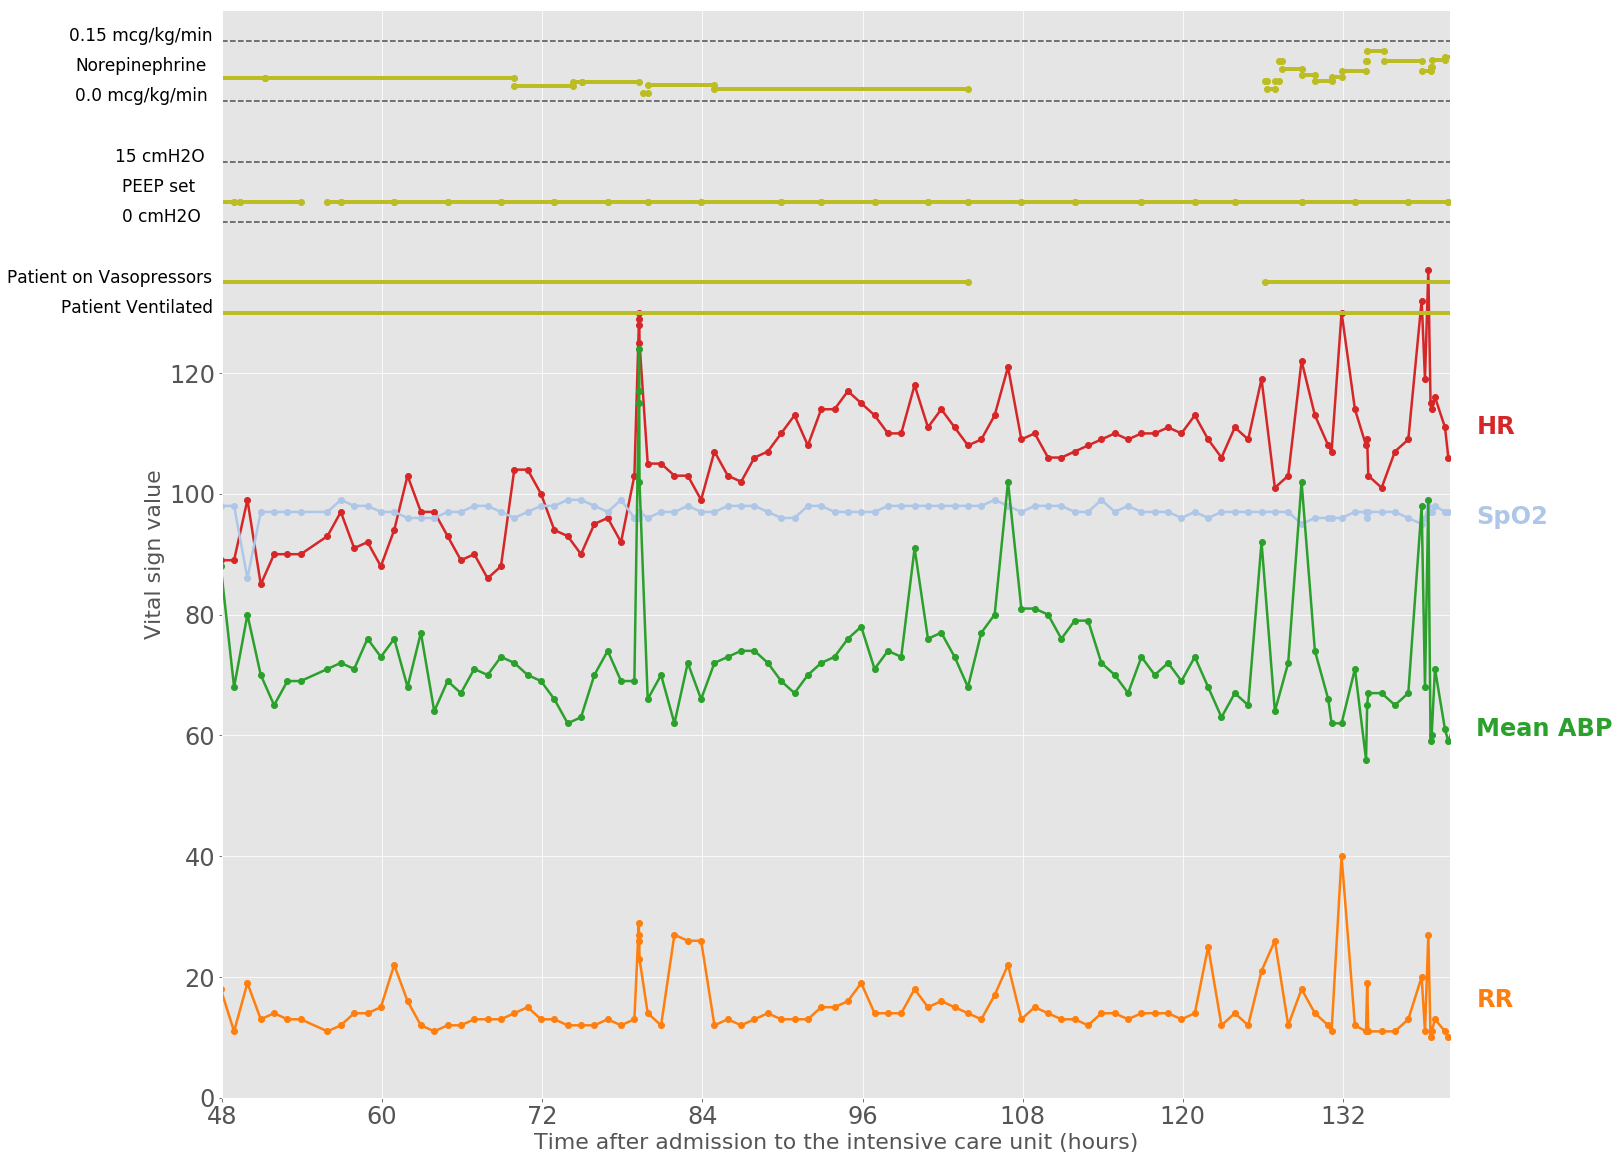 0.15 mcg/kg/min
Norepinephrine
0.0 mcg/kg/min
15 cmH2O
PEEP set
0 cmH2O
Patient on Vasopressors
Patient Ventilated
120
100
80
60
40
20
0
Vital sign value
HR
SpO2
Mean ABP
RR
48 60 72 84 96 108 120 132
Time after admission to the intensive care unit (hours)